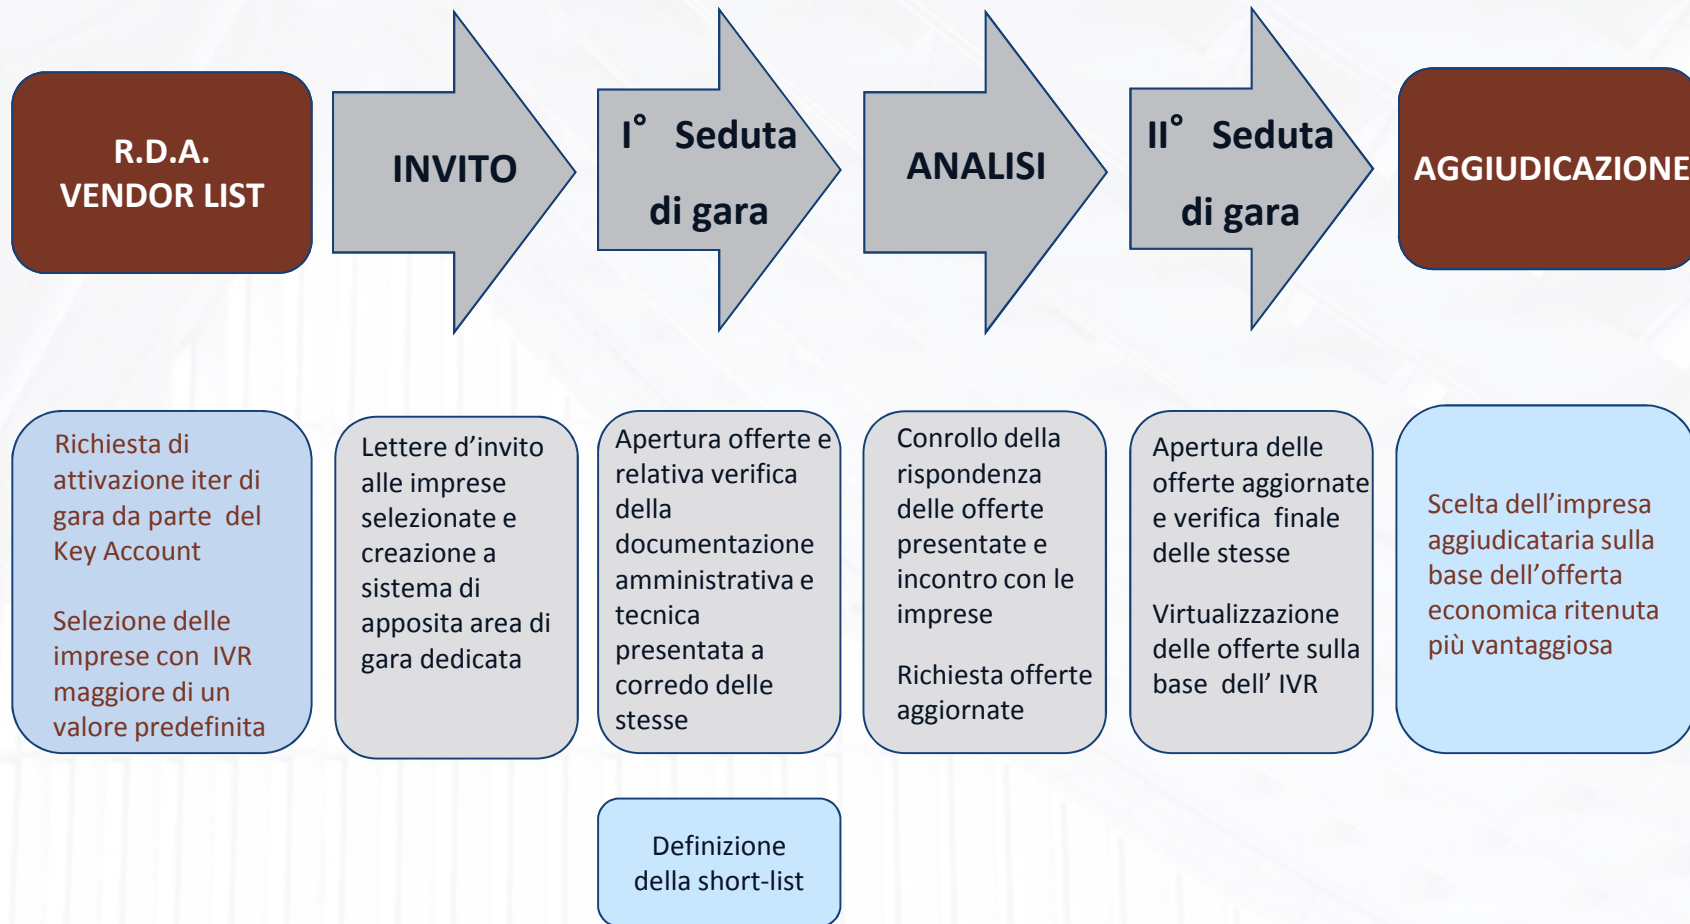 R.D.A.
VENDOR LIST
INVITO
I° Seduta
di gara
ANALISI
II° Seduta
di gara
AGGIUDICAZIONE
Richiesta di
attivazione iter di
gara da parte del
Key Account
Selezione delle
imprese con IVR
maggiore di un
valore predefinita
Lettere d’invito
alle imprese
selezionate e
creazione a
sistema di
apposita area di
gara dedicata
Apertura offerte e
relativa verifica
della
documentazione
amministrativa e
tecnica
presentata a
corredo delle
stesse
Conrollo della
rispondenza
delle offerte
presentate e
incontro con le
imprese
Richiesta offerte
aggiornate
Apertura delle
offerte aggiornate
e verifica finale
delle stesse
Virtualizzazione
delle offerte sulla
base dell’ IVR
Scelta dell’impresa
aggiudicataria sulla
base dell’offerta
economica ritenuta
più vantaggiosa
Definizione
della short-list